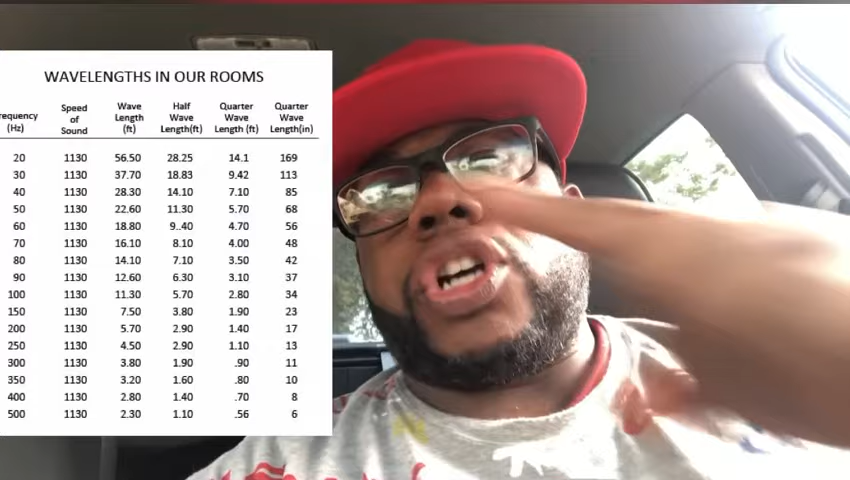 WAVELENGTHS IN OUR ROOMS
requency (Hz) Speed of Sound Wave Length (ft) Half Wave Length(ft) Quarter Wave Length (ft) Quarter Wave Length(in)
20 1130 56.50 28.25 14.1 169
30 1130 37.70 18.83 9.42 113
40 1130 28.30 14.10 7.10 85
50 1130 22.60 11.30 5.70 68
60 1130 18.80 9..40 4.70 56
70 1130 16.10 8.10 4.00 48
80 1130 14.10 7.10 3.50 42
90 1130 12.60 6.30 3.10 37
100 1130 11.30 5.70 2.80 34
150 1130 7.50 3.80 1.90 23
200 1130 5.70 2.90 1.40 17
250 1130 4.50 2.90 1.10 13
300 1130 3.80 1.90 .90 11
350 1130 3.20 1.60 .80 10
400 1130 2.80 1.40 .70 8
500 1130 2.30 1.10 .56 6